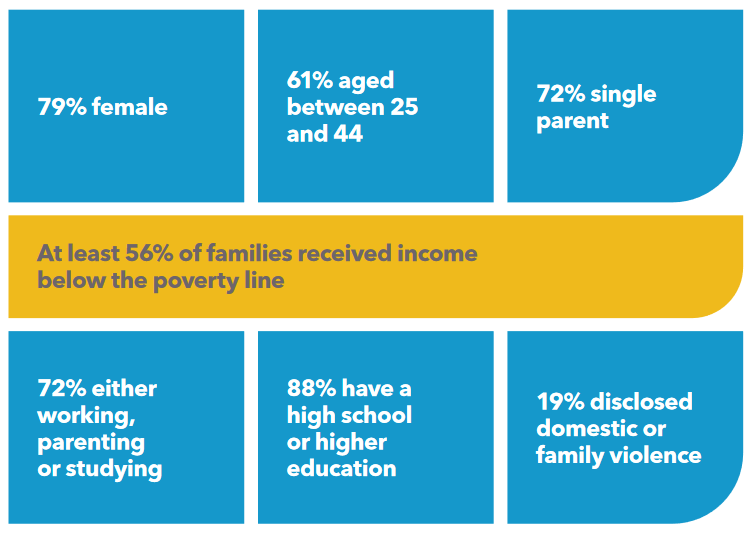 79% female
61% aged
between 25
and 44
72% single
parent
At least 56% of families received income
below the poverty line
72% either
working,
parenting
or studying
88% have a
high school
or higher
education
19% disclosed
domestic or
family violence